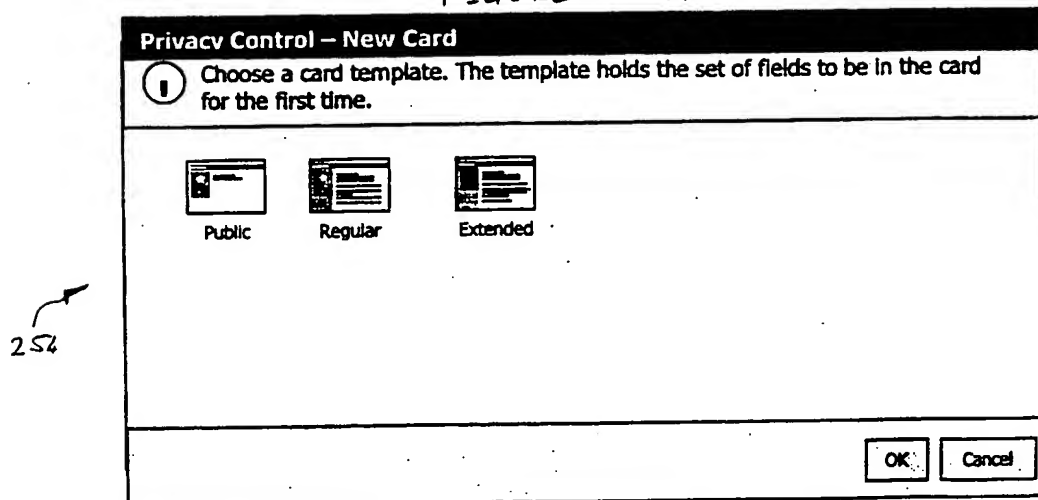 Privacy Control – New Card
Choose a card template. The template holds the set of fields to be in the card
for the first time.
Public Regular Extended
254
OK Cancel